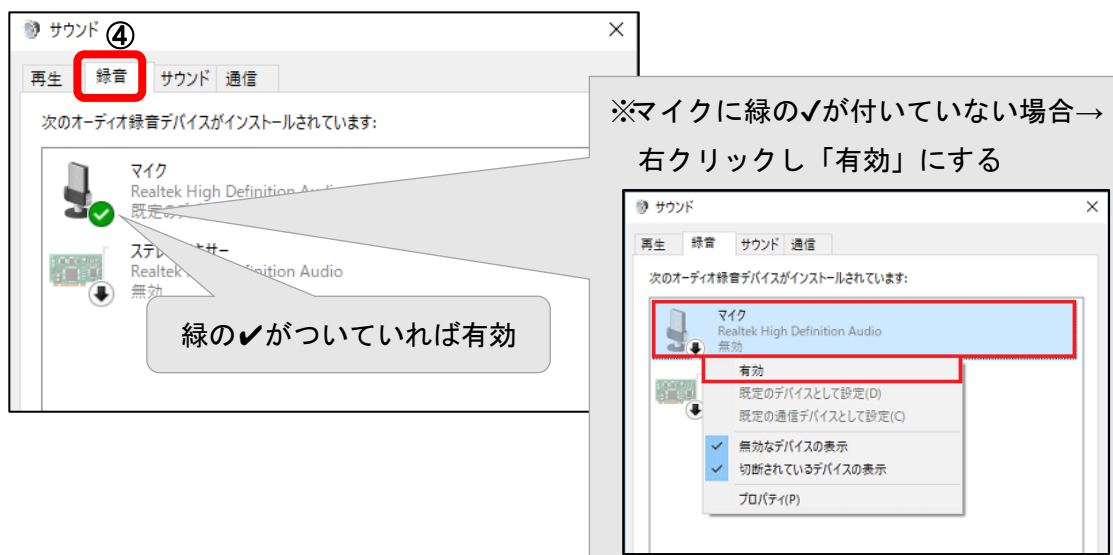 サウンド
④
再生 録音 サウンド 通信
次のオーディオ録音デバイスがインストールされています:
マイク
Realtek High Definition
既定の
Realtek
Audio
無効
緑の✔がついていれば有効
※マイクに緑の✔が付いていない場合→
右クリックし「有効」にする
サウンド
再生 録音 サウンド 通信
次のオーディオ録音デバイスがインストールされています:
マイク
Realtek High Definition Audio
無効
有効
既定のデバイスとして設定(D)
既定の通信デバイスとして設定(C)
無効なデバイスの表示
切断されているデバイスの表示
プロパティ(P)